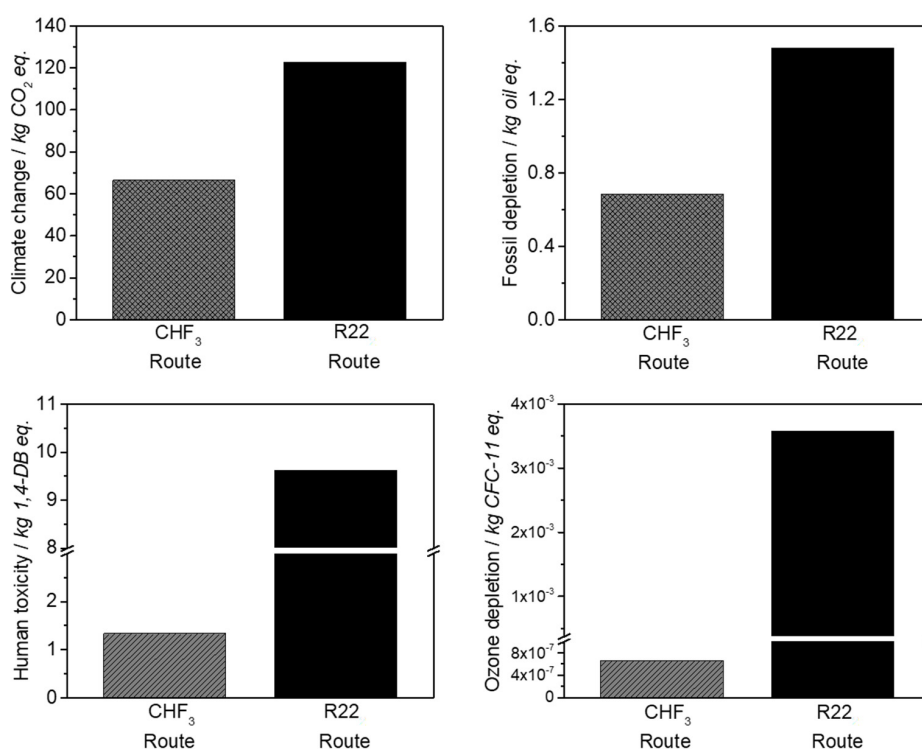 Climate change / kg CO₂ eq.
140
120
100
80
60
40
20
0
CHF₃
Route
R22
Route
Fossil depletion / kg oil eq.
1.6
1.2
0.8
0.4
0.0
CHF₃
Route
R22
Route
Human toxicity / kg 1,4-DB eq.
11
10
9
8
2
1
0
CHF₃
Route
R22
Route
Ozone depletion / kg CFC-11 eq.
4x10⁻³
3x10⁻³
2x10⁻³
1x10⁻³
8x10⁻⁷
4x10⁻⁷
0
CHF₃
Route
R22
Route